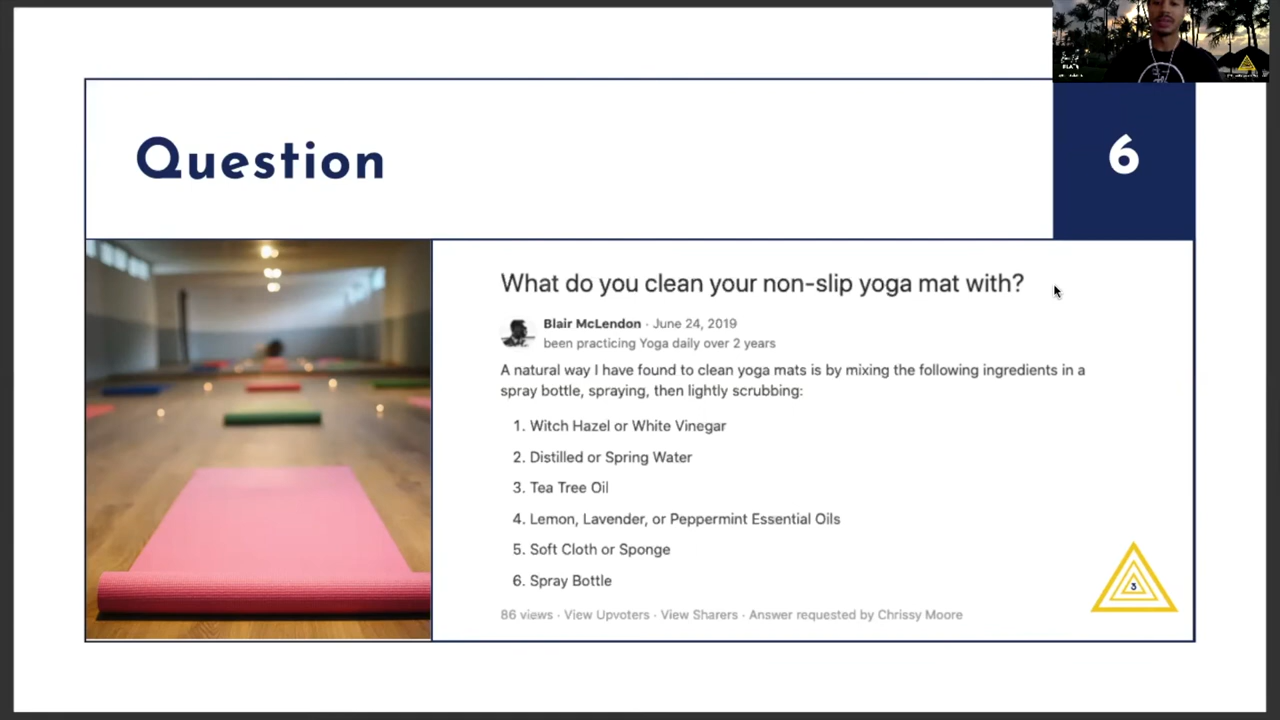 Question
6
What do you clean your non-slip yoga mat with?
Blair McLendon · June 24, 2019
been practicing Yoga daily over 2 years
A natural way I have found to clean yoga mats is by mixing the following ingredients in a
spray bottle, spraying, then lightly scrubbing:
1. Witch Hazel or White Vinegar
2. Distilled or Spring Water
3. Tea Tree Oil
4. Lemon, Lavender, or Peppermint Essential Oils
5. Soft Cloth or Sponge
6. Spray Bottle
86 views · View Upvoters · View Sharers · Answer requested by Chrissy Moore
3